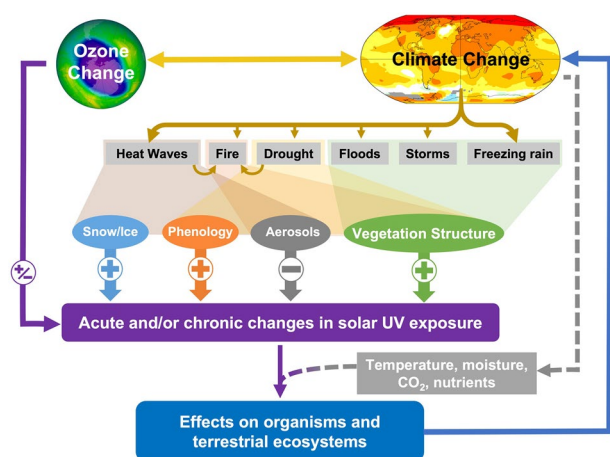 Ozone
Change
Climate Change
Heat Waves
Fire
Drought
Floods
Storms
Freezing rain
Snow/Ice
Phenology
Aerosols
Vegetation Structure
+/-
+
+
−
+
Acute and/or chronic changes in solar UV exposure
Temperature, moisture,
CO₂, nutrients
Effects on organisms and
terrestrial ecosystems